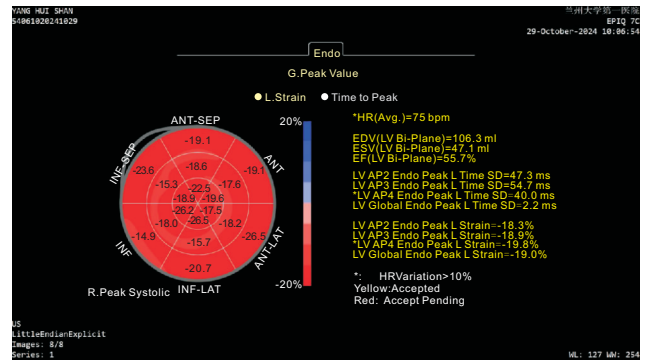 YANG HUI SHAN
54061020241029
兰州大学第一医院
EPIQ 7C
29-October-2024 10:06:54
Endo
G.Peak Value
L.Strain
Time to Peak
ANT-SEP
20%
-19.1
INF-SEP
-23.6
-18.6
-19.1
ANT
-15.3
-22.5
-17.6
-18.9
-19.6
-26.2
-17.5
-18.0
-26.5
-18.2
-14.9
-26.5
-15.7
INF
ANT-LAT
-20.7
-20%
R.Peak Systolic
INF-LAT
*HR(Avg.)=75 bpm
EDV(LV Bi-Plane)=106.3 ml
ESV(LV Bi-Plane)=47.1 ml
EF(LV Bi-Plane)=55.7%
LV AP2 Endo Peak L Time SD=47.3 ms
LV AP3 Endo Peak L Time SD=54.7 ms
*LV AP4 Endo Peak L Time SD=40.0 ms
LV Global Endo Peak L Time SD=2.2 ms
LV AP2 Endo Peak L Strain=-18.3%
LV AP3 Endo Peak L Strain=-18.9%
*LV AP4 Endo Peak L Strain=-19.8%
LV Global Endo Peak L Strain=-19.0%
*: HRVariation>10%
Yellow:Accepted
Red: Accept Pending
US
LittleEndianExplicit
Images: 8/8
Series: 1
WL: 127 WW: 254